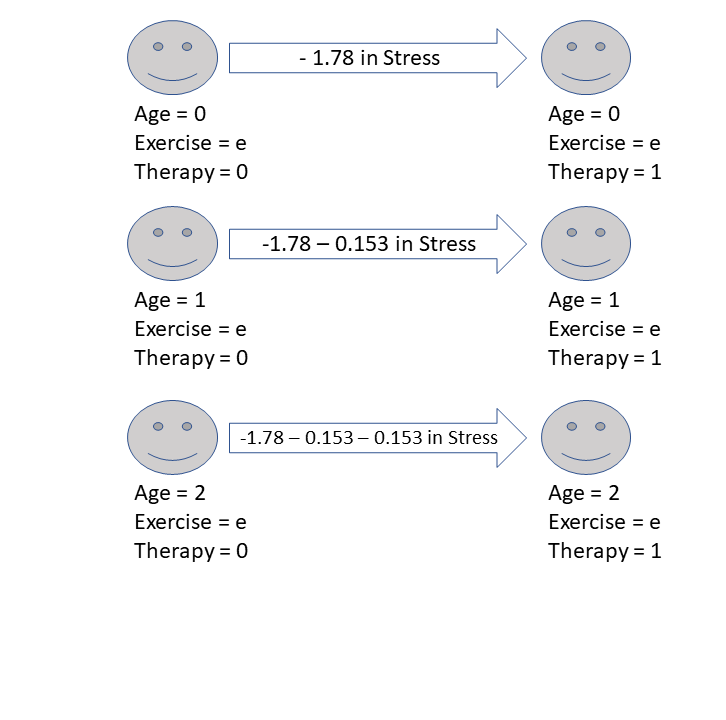 - 1.78 in Stress
Age = 0
Exercise = e
Therapy = 0
Age = 0
Exercise = e
Therapy = 1
-1.78 – 0.153 in Stress
Age = 1
Exercise = e
Therapy = 0
Age = 1
Exercise = e
Therapy = 1
-1.78 – 0.153 – 0.153 in Stress
Age = 2
Exercise = e
Therapy = 0
Age = 2
Exercise = e
Therapy = 1